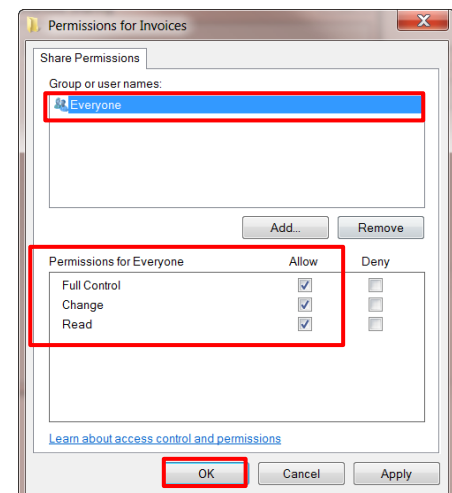 Permissions for Invoices
Share Permissions
Group or user names:
Everyone
Add... Remove
Permissions for Everyone Allow Deny
Full Control
Change
Read
Learn about access control and permissions
OK Cancel Apply